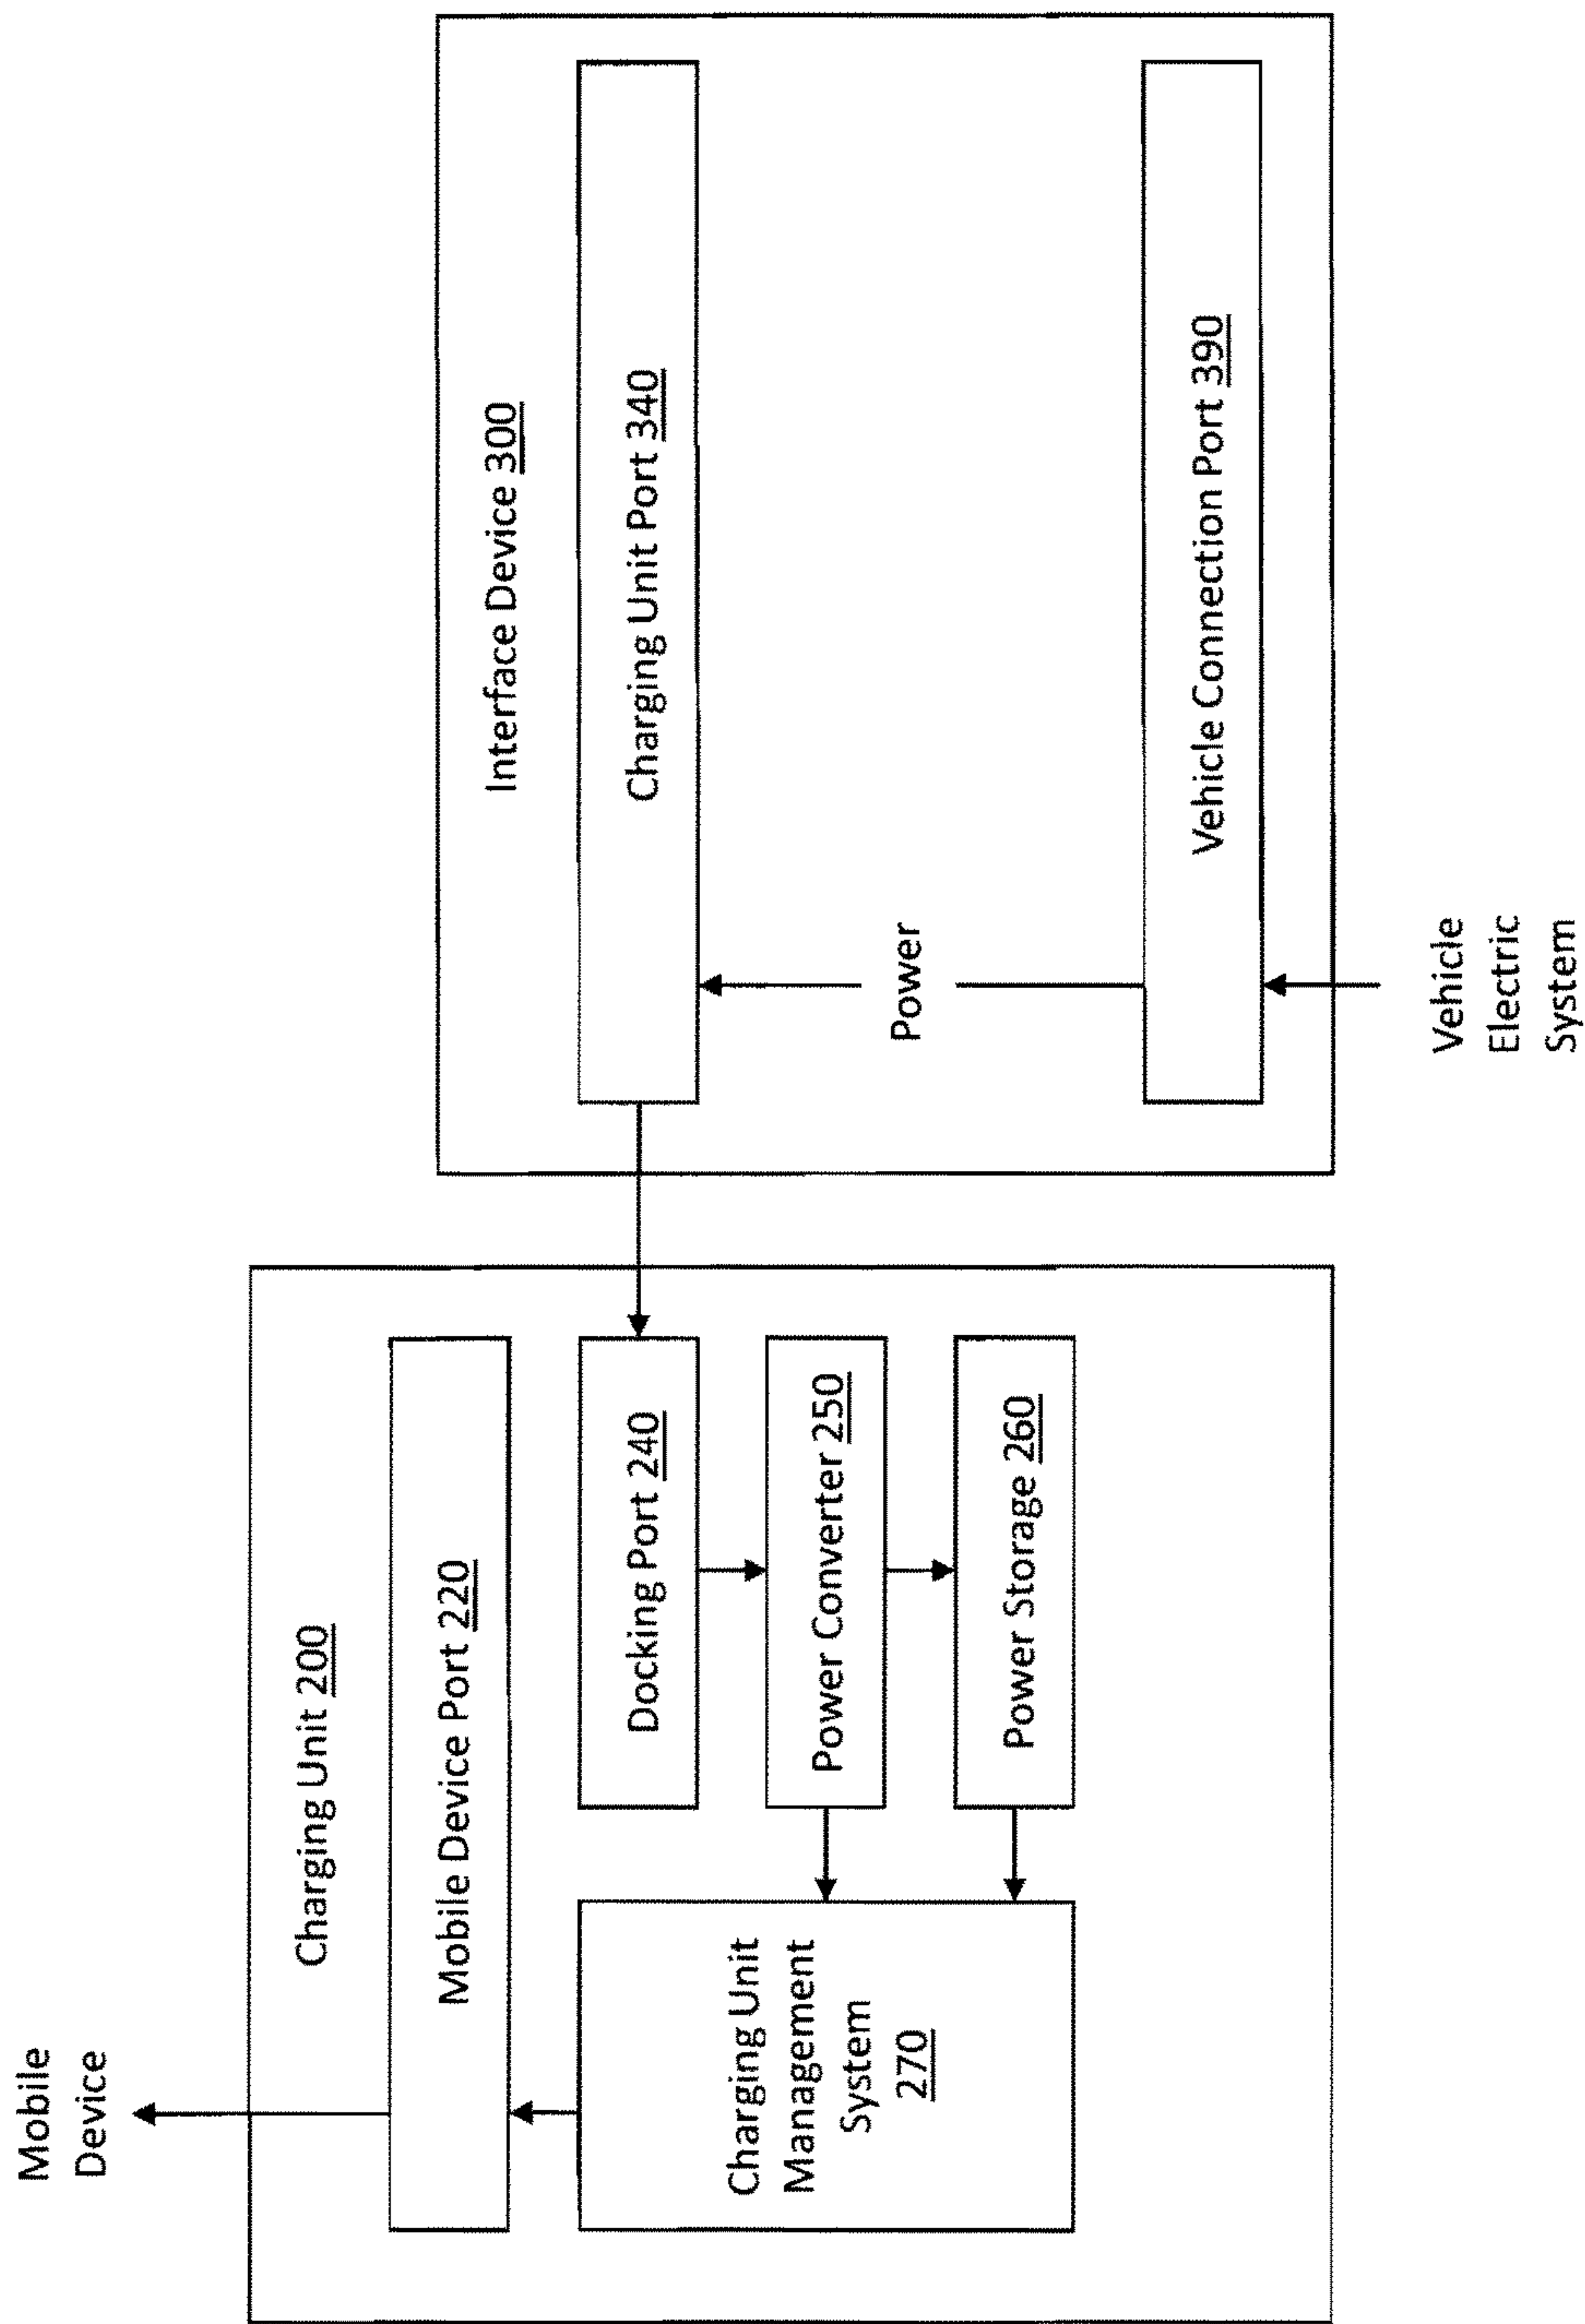 Mobile
Device
Charging Unit 200
Mobile Device Port 220
Charging Unit
Management
System
270
Docking Port 240
Power Converter 250
Power Storage 260
Interface Device 300
Charging Unit Port 340
Power
Vehicle Connection Port 390
Vehicle
Electric
System